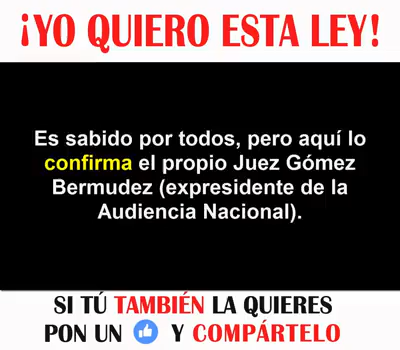 ¡YO QUIERO ESTA LEY!
Es sabido por todos, pero aquí lo
confirma el propio Juez Gómez
Bermudez (expresidente de la
Audiencia Nacional).
SI TÚ TAMBIÉN LA QUIERES
PON UN Y COMPÁRTELO